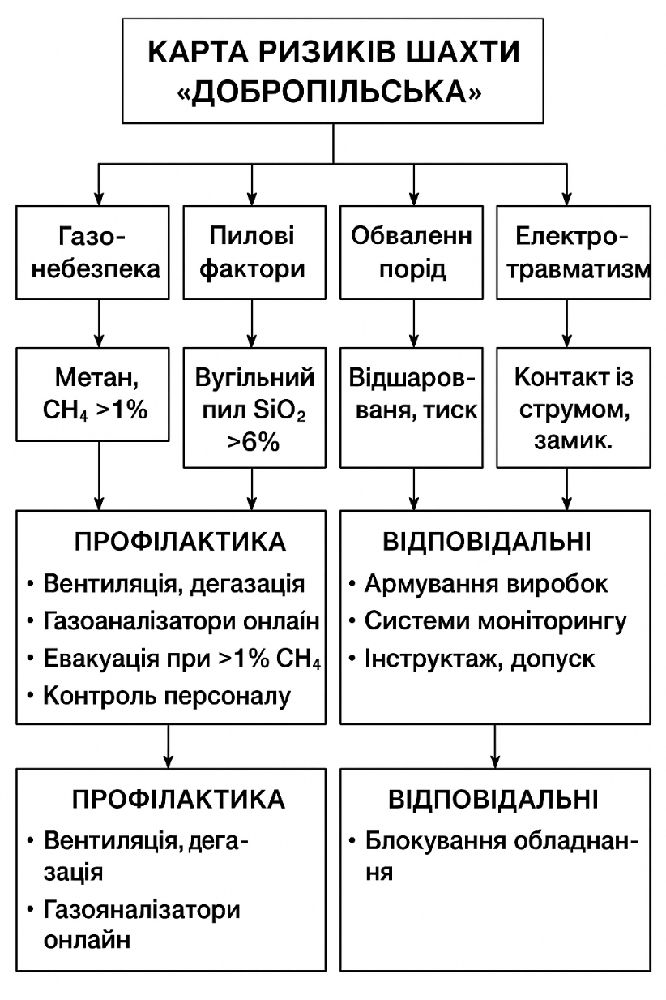 КАРТА РИЗИКІВ ШАХТИ
«ДОБРОПІЛЬСЬКА»
Газо-
небезпека
Пилові
фактори
Обваленн
порід
Електро-
травматизм
Метан,
CH₄ >1%
Вугільний
пил SiO₂
>6%
Відшаров-
ваня, тиск
Контакт із
струмом,
замик.
ПРОФІЛАКТИКА
• Вентиляція, дегазація
• Газоаналізатори онлаін
• Евакуація при >1% CH₄
• Контроль персоналу
ВІДПОВІДАЛЬНІ
• Армування виробок
• Системи моніторингу
• Інструктаж, допуск
ПРОФІЛАКТИКА
• Вентиляція, дега-
зація
• Газояналізатори
онлайн
ВІДПОВІДАЛЬНІ
• Блокування обладнан-
ня